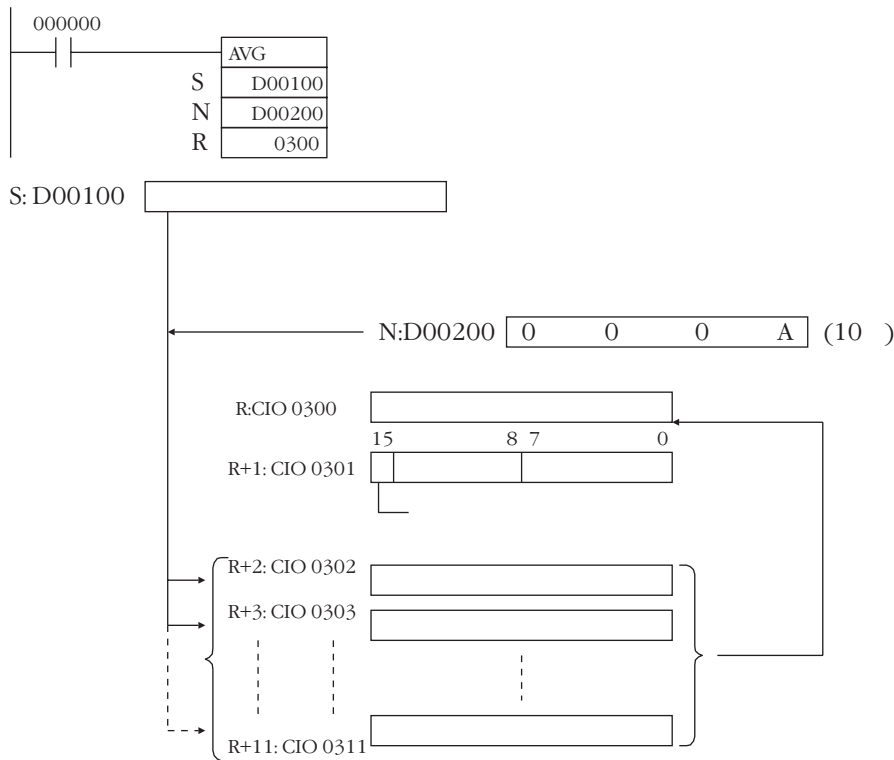 000000
AVG
S D00100
N D00200
R 0300
S: D00100
N:D00200 0 0 0 A (10 )
R:CIO 0300
15 8 7 0
R+1: CIO 0301
R+2: CIO 0302
R+3: CIO 0303
R+11: CIO 0311